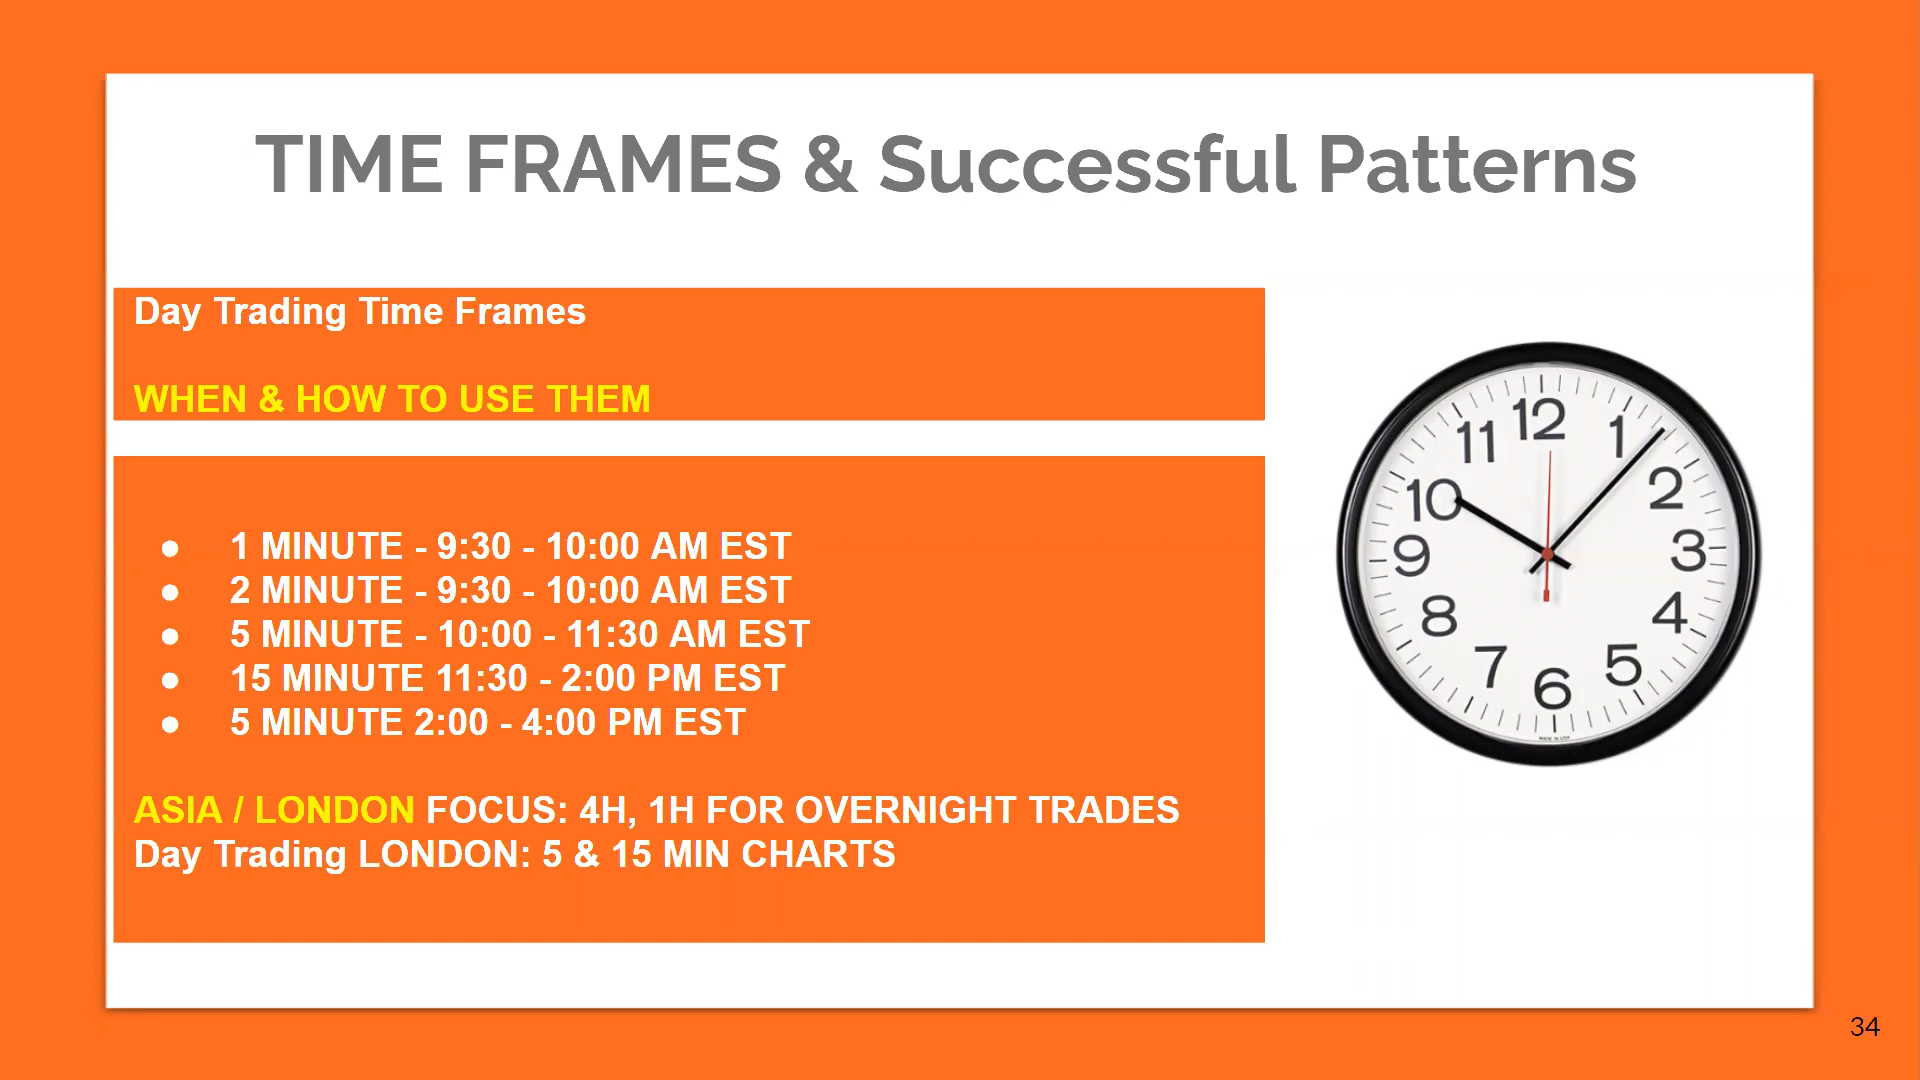 TIME FRAMES & Successful Patterns
Day Trading Time Frames
WHEN & HOW TO USE THEM
● 1 MINUTE - 9:30 - 10:00 AM EST
● 2 MINUTE - 9:30 - 10:00 AM EST
● 5 MINUTE - 10:00 - 11:30 AM EST
● 15 MINUTE 11:30 - 2:00 PM EST
● 5 MINUTE 2:00 - 4:00 PM EST
ASIA / LONDON FOCUS: 4H, 1H FOR OVERNIGHT TRADES
Day Trading LONDON: 5 & 15 MIN CHARTS
12
1
2
3
4
5
6
7
8
9
10
11
MADE IN USA
34